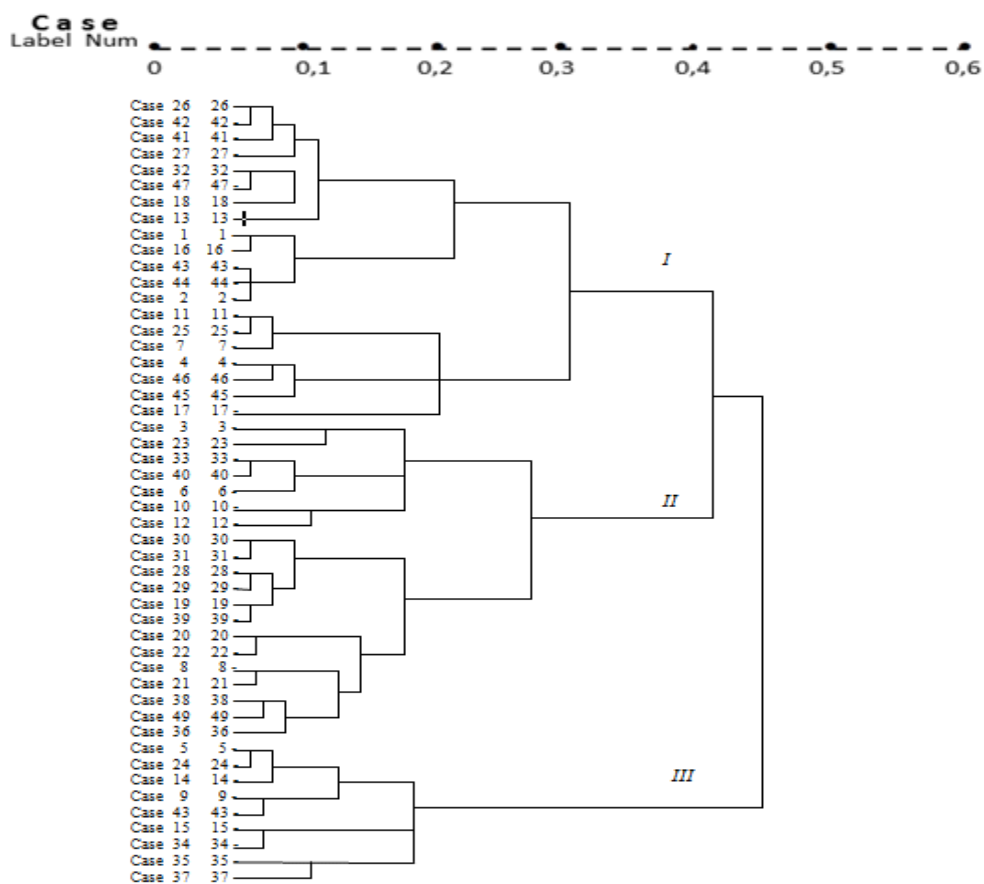 Case
Label Num
0 0,1 0,2 0,3 0,4 0,5 0,6
Case 26 26
Case 42 42
Case 41 41
Case 27 27
Case 32 32
Case 47 47
Case 18 18
Case 13 13
Case 1 1
Case 16 16
I
Case 43 43
Case 44 44
Case 2 2
Case 11 11
Case 25 25
Case 7 7
Case 4 4
Case 46 46
Case 45 45
Case 17 17
Case 3 3
Case 23 23
Case 33 33
Case 40 40
Case 6 6
II
Case 10 10
Case 12 12
Case 30 30
Case 31 31
Case 28 28
Case 29 29
Case 19 19
Case 39 39
Case 20 20
Case 22 22
Case 8 8
Case 21 21
Case 38 38
Case 49 49
Case 36 36
Case 5 5
Case 24 24
III
Case 14 14
Case 9 9
Case 43 43
Case 15 15
Case 34 34
Case 35 35
Case 37 37